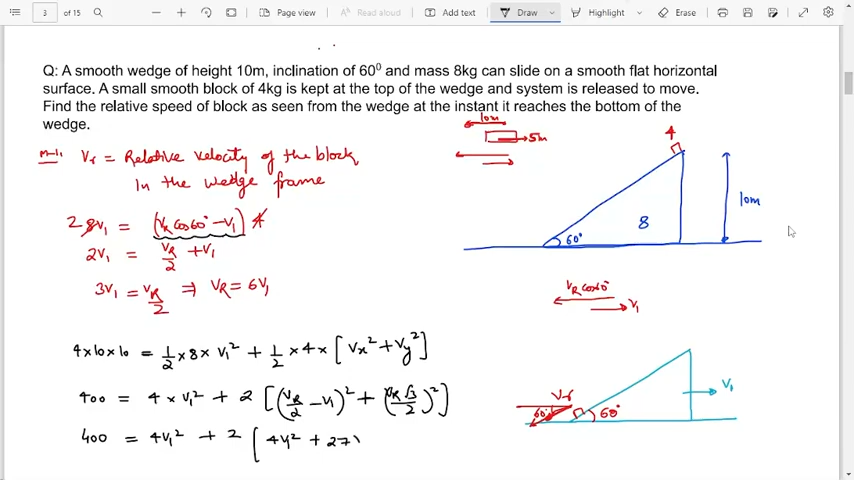 3 of 15
Page view
Read aloud
Add text
Draw
Highlight
Erase
Q: A smooth wedge of height 10m, inclination of 60⁰ and mass 8kg can slide on a smooth flat horizontal
surface. A small smooth block of 4kg is kept at the top of the wedge and system is released to move.
Find the relative speed of block as seen from the wedge at the instant it reaches the bottom of the
wedge.
10m
5m
M-1.
Vr = Relative velocity of the block
in the wedge frame
2 8V₁ = (VR cos60° - V₁) 4
2V₁ = VR/2 + V₁
3V₁ = VR/2 ⇒ VR = 6V₁
4×10×10 = 1/2 × 8 × V₁² + 1/2 × 4 × [Vx² + Vy²]
400 = 4 × V₁² + 2 [(VR/2 - V₁)² + (VR√3/2)²]
400 = 4V₁² + 2 [4V₁² + 27
4
10m
8
60°
VR cos60°
V₁
V₁
Vr
60°
60°